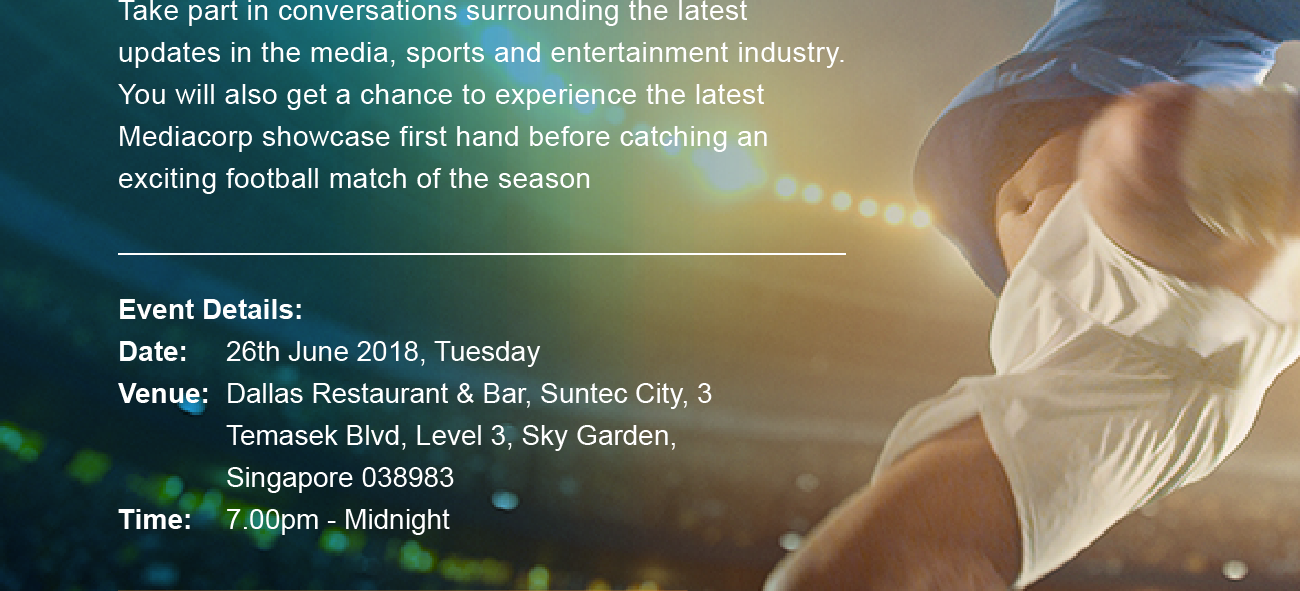 Take part in conversations surrounding the latest
updates in the media, sports and entertainment industry.
You will also get a chance to experience the latest
Mediacorp showcase first hand before catching an
exciting football match of the season
Event Details:
Date: 26th June 2018, Tuesday
Venue: Dallas Restaurant & Bar, Suntec City, 3
Temasek Blvd, Level 3, Sky Garden,
Singapore 038983
Time: 7.00pm - Midnight